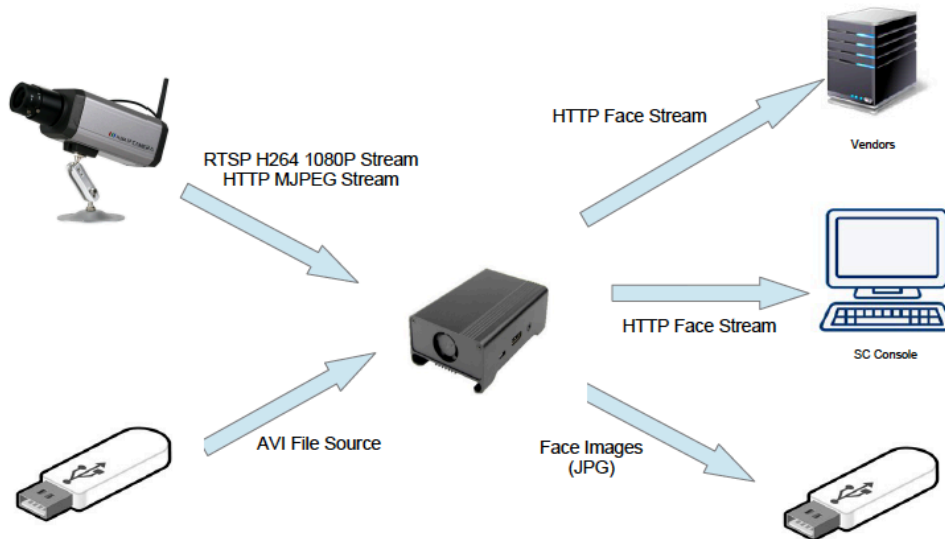 HTTP Face Stream
Vendors
RTSP H264 1080P Stream
HTTP MJPEG Stream
HTTP Face Stream
SC Console
AVI File Source
Face Images
(JPG)